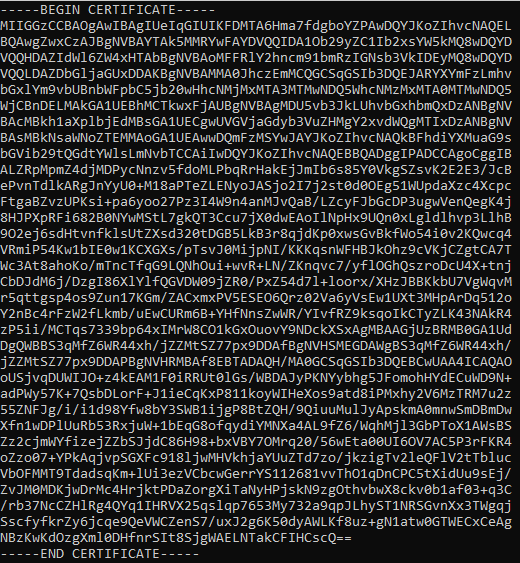 -----BEGIN CERTIFICATE-----
MIIGGzCCBAOgAwIBAgIUeIqGIUIKFDMTA6Hma7fdgboYZPAwDQYJKoZIhvcNAQEL
BQAwgZwxCzAJBgNVBAYTAk5MMRYwFAYDVQQIDA1Ob29yZC1Ib2xsYW5kMQ8wDQYD
VQQHDAZIdWl6ZW4xHTAbBgNVBAoMFFRlY2hncm91bmRzIGNsb3VkIDEyMQ8wDQYD
VQQLDAZDbGljaGUxDDAKBgNVBAMMA0JhczEmMCQGCSqGSIb3DQEJARYXYmFzLmhv
bGxlYm9vbUBnbWFpbC5jb20wHhcNMjMxMTA3MTMwNDQ5WhcNMzMxMTA0MTMwNDQ5
WjCBnDELMAkGA1UEBhMCTkwxFjAUBgNVBAgMDU5vb3JkLUhvbGxhbmQxDzANBgNV
BAcMBkh1aXplbjEdMBsGA1UECgwUVGVjaGdyb3VuZHMgY2xvdWQgMTIxDzANBgNV
BAsMBkNsaWNoZTEMMAoGA1UEAwwDQmFzMSYwJAYJKoZIhvcNAQkBFhdiYXMuaG9s
bGVib29tQGdtYWlsLmNvbTCCAiIwDQYJKoZIhvcNAQEBBQADggIPADCCAgoCggIB
ALZRpMpmZ4djMDPycNnzv5fdoMLPbqRrHakEjJmIb6s85Y0VkgSZsvK2E2E3/JcB
ePvnTdlkARgJnYyU0+M18aPTeZLENyoJASjo2I7j2st0d0OEg51WUpdaXzc4Xcpc
FtgaBZvzUPKsi+pa6yoo27Pz3I4W9n4anMJvQaB/LZcyFJbGcDP3ugwVenQegK4j
8HJPXpRFi682B0NYwMStL7gkQT3Ccu7jX0dwEAoIlNpHx9UQn0xLgldlhvp3LlhB
9O2ej6sdHtvnfklsUtZXsd320tDGB5LkB3r8qjdKp0xwsGvBkfWo54i0v2KQwcq4
VRmiP54Kw1bIE0w1KCXGXs/pTsvJ0MijpNI/KKKqsnWFHBJkOhz9cVKjCZgtCA7T
Wc3At8ahoKo/mTncTfqG9LQNhOui+wvR+LN/ZKnqvc7/yflOGhQszroDcU4X+tnj
CbDJdM6j/DzgI86XlYlfQGVDW09jZR0/PxZ54d7l+loorx/XHzJBBKkbU7VgWqvM
r5qttgsp4os9Zun17KGm/ZACxmxPV5ESEO6Qrz02Va6yVsEw1UXt3MHpArDq512o
Y2nBc4rFzW2fLkmb/uEwCURm6B+YHfNnsZwWR/YIvfRZ9ksqoIkCTyZLK43NAkR4
zP5ii/MCTqs7339bp64xIMrW8CO1kGxOuovY9NDckXSxAgMBAAGjUzBRMB0GA1Ud
DgQWBBS3qMfZ6WR44xh/jZZMtSZ77px9DDAfBgNVHSMEGDAWgBS3qMfZ6WR44xh/
jZZMtSZ77px9DDAPBgNVHRMBAf8EBTADAQH/MA0GCSqGSIb3DQEBCwUAA4ICAQAO
oUSjvqDUWIJO+z4kEAM1F0iRRUt0lGs/WBDAJyPKNYybhg5JFomohHYdECuWD9N+
adPWy57K+7QsbDLorF+J1ieCqKxP811koyWIHeXos9atd8iPMxhy2V6MzTRM7u2z
55ZNFJg/i/i1d98Yfw8bY3SWB1ijgP8BtZQH/9QiuuMulJyApskmA0mnwSmDBmDw
Xfn1wDPlUuRb53RxjuW+1bEqG8ofqydiYMNXa4AL9fZ6/WqhMjl3GbPToX1AWsBS
Zz2cjmWYfizejZZbSJjdC86H98+bxVBY7OMrq20/56wEta00UI6OV7AC5P3rFKR4
oZzo07+YPkAqjvpSGXFc918ljwMHVkhjaYUuZTd7zo/jkzigTv2leQFlV2tTbluc
VbOFMMT9TdadsqKm+lUi3ezVCbcwGerrYS112681vvThO1qDnCPC5tXidUu9sEj/
ZvJM0MDKjwDrMc4HrjktPDaZorgXiTaNyHPjskN9zgOthvbwX8ckv0b1af03+q3C
/rb37NcCZHlRg4QYq1IHRVX25qslqp7653My732a9qpJLhyST1NRSGvnXx3TWgqj
SscfyfkrZy6jcqe9QeVWCZenS7/uxJ2g6K50dyAWLKf8uz+gN1atw0GTWECxCeAg
NBzKwKdOzgXml0DHfnrSIt8SjgWAELNTakCFIHCscQ==
-----END CERTIFICATE-----